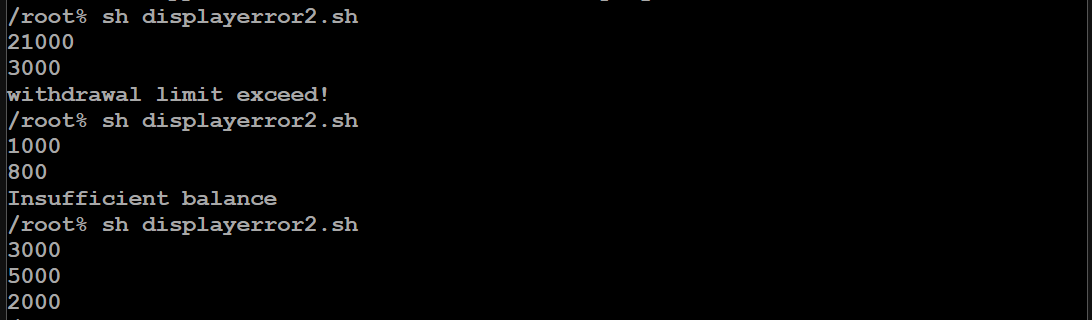 /root% sh displayerror2.sh
21000
3000
withdrawal limit exceed!
/root% sh displayerror2.sh
1000
800
Insufficient balance
/root% sh displayerror2.sh
3000
5000
2000